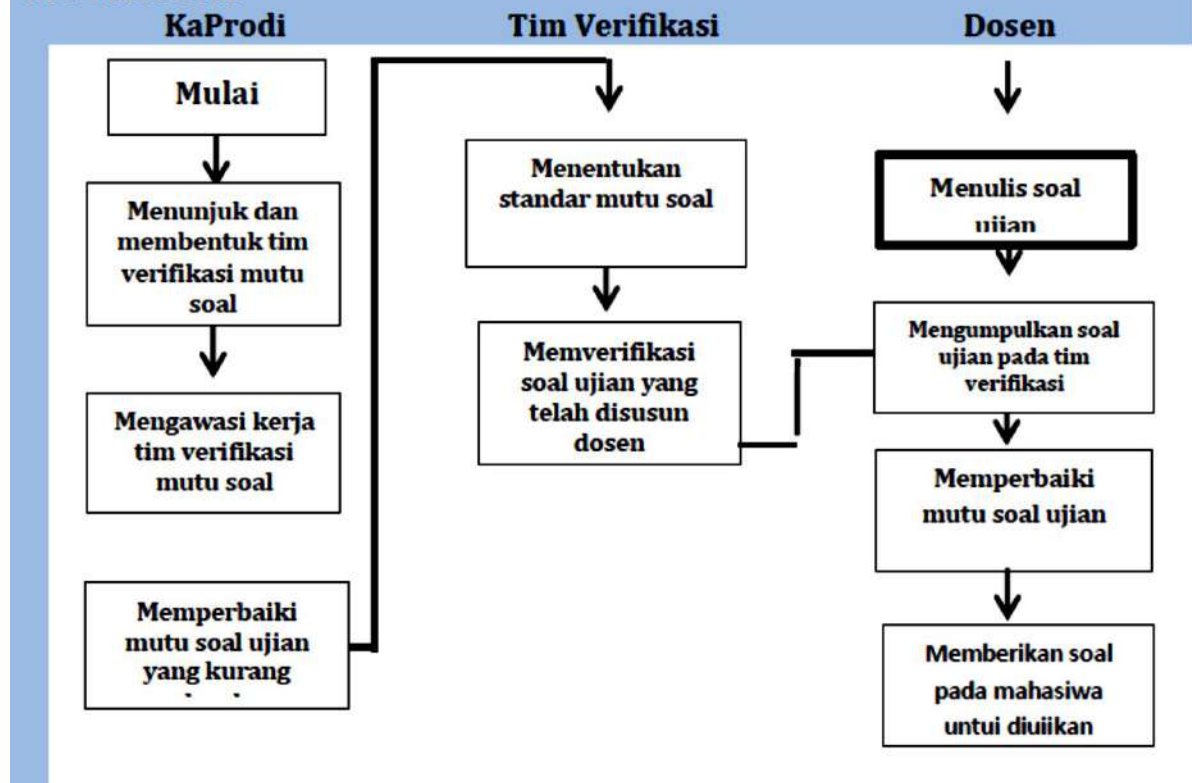 KaProdi
Tim Verifikasi
Dosen
Mulai
Menunjuk dan
membentuk tim
verifikasi mutu
soal
Mengawasi kerja
tim verifikasi
mutu soal
Memperbaiki
mutu soal ujian
yang kurang
Menentukan
standar mutu soal
Memverifikasi
soal ujian yang
telah disusun
dosen
Menulis soal
ujian
Mengumpulkan soal
ujian pada tim
verifikasi
Memperbaiki
mutu soal ujian
Memberikan soal
pada mahasiwa
untui diuiikan